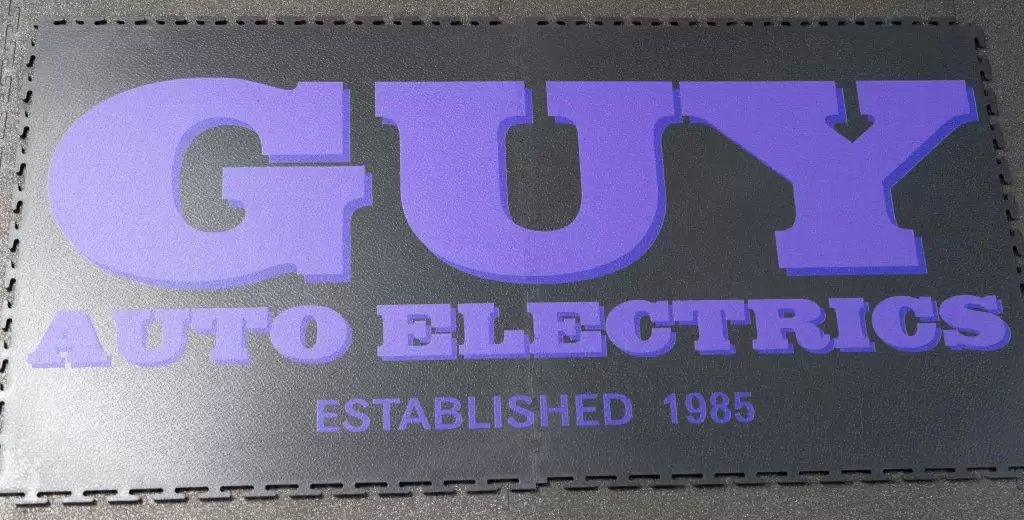 GUY
AUTO ELECTRICS
ESTABLISHED 1985